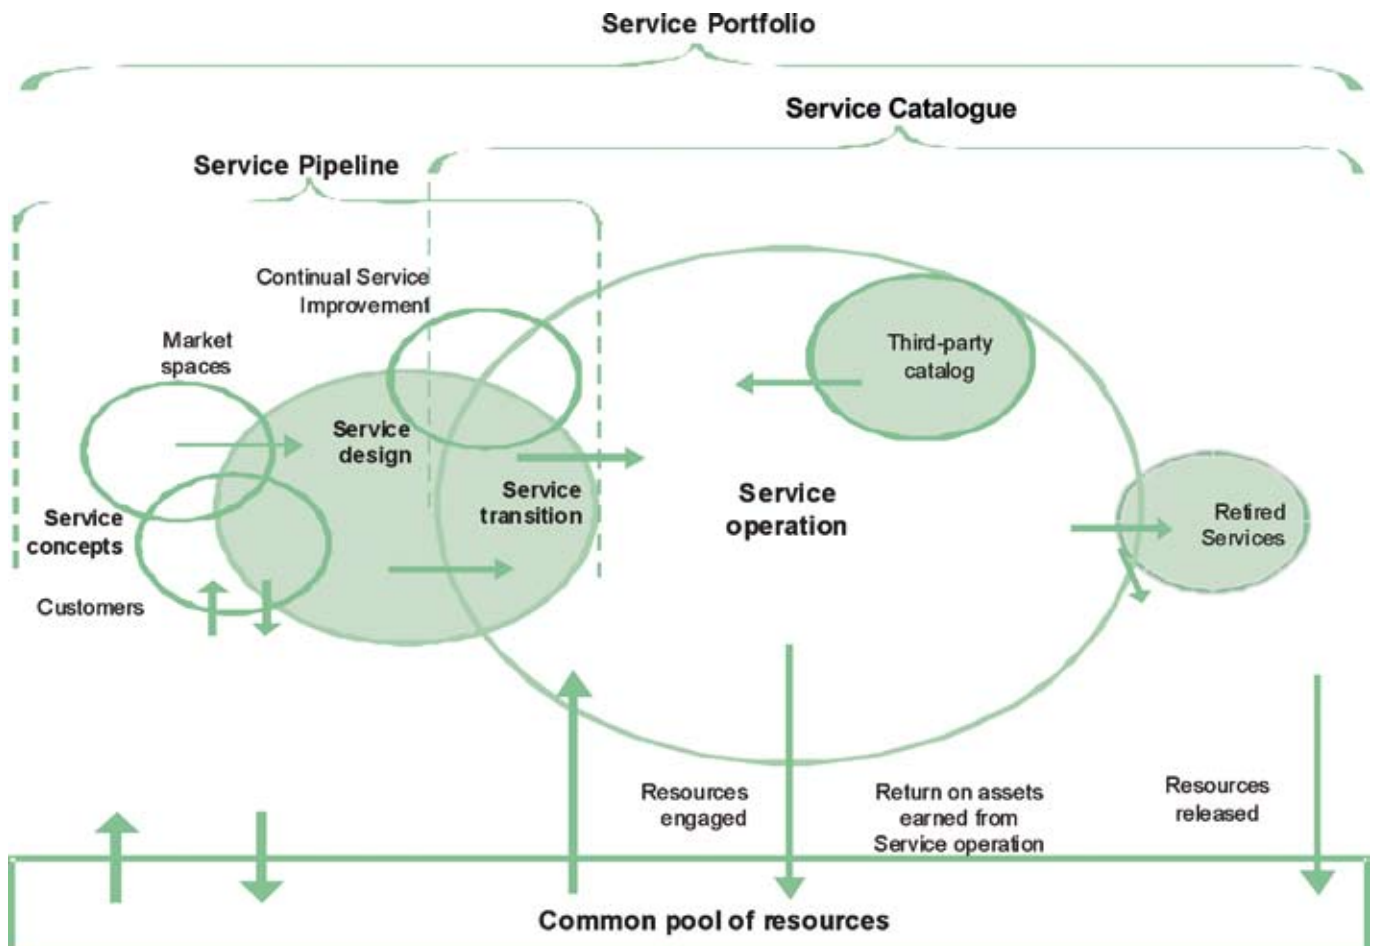 Service Portfolio
Service Catalogue
Service Pipeline
Continual Service
Improvement
Market
spaces
Third-party
catalog
Service
design
Service
transition
Service
operation
Retired
Services
Service
concepts
Customers
Resources
engaged
Return on assets
earned from
Service operation
Resources
released
Common pool of resources